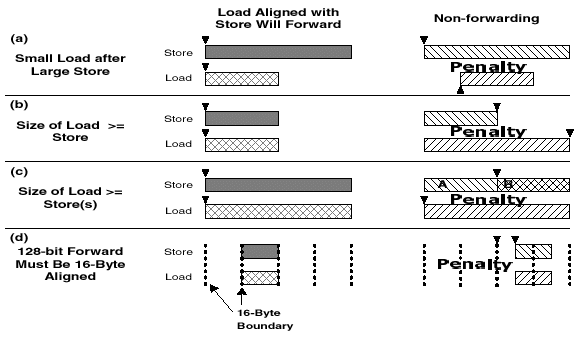 Load Aligned with
Store Will Forward
Non-forwarding
(a)
Small Load after
Large Store
Store
Load
Penalty
(b)
Size of Load >=
Store
Store
Load
Penalty
(c)
Size of Load >=
Store(s)
Store
Load
A
B
Penalty
(d)
128-bit Forward
Must Be 16-Byte
Aligned
Store
Load
Penalty
16-Byte
Boundary